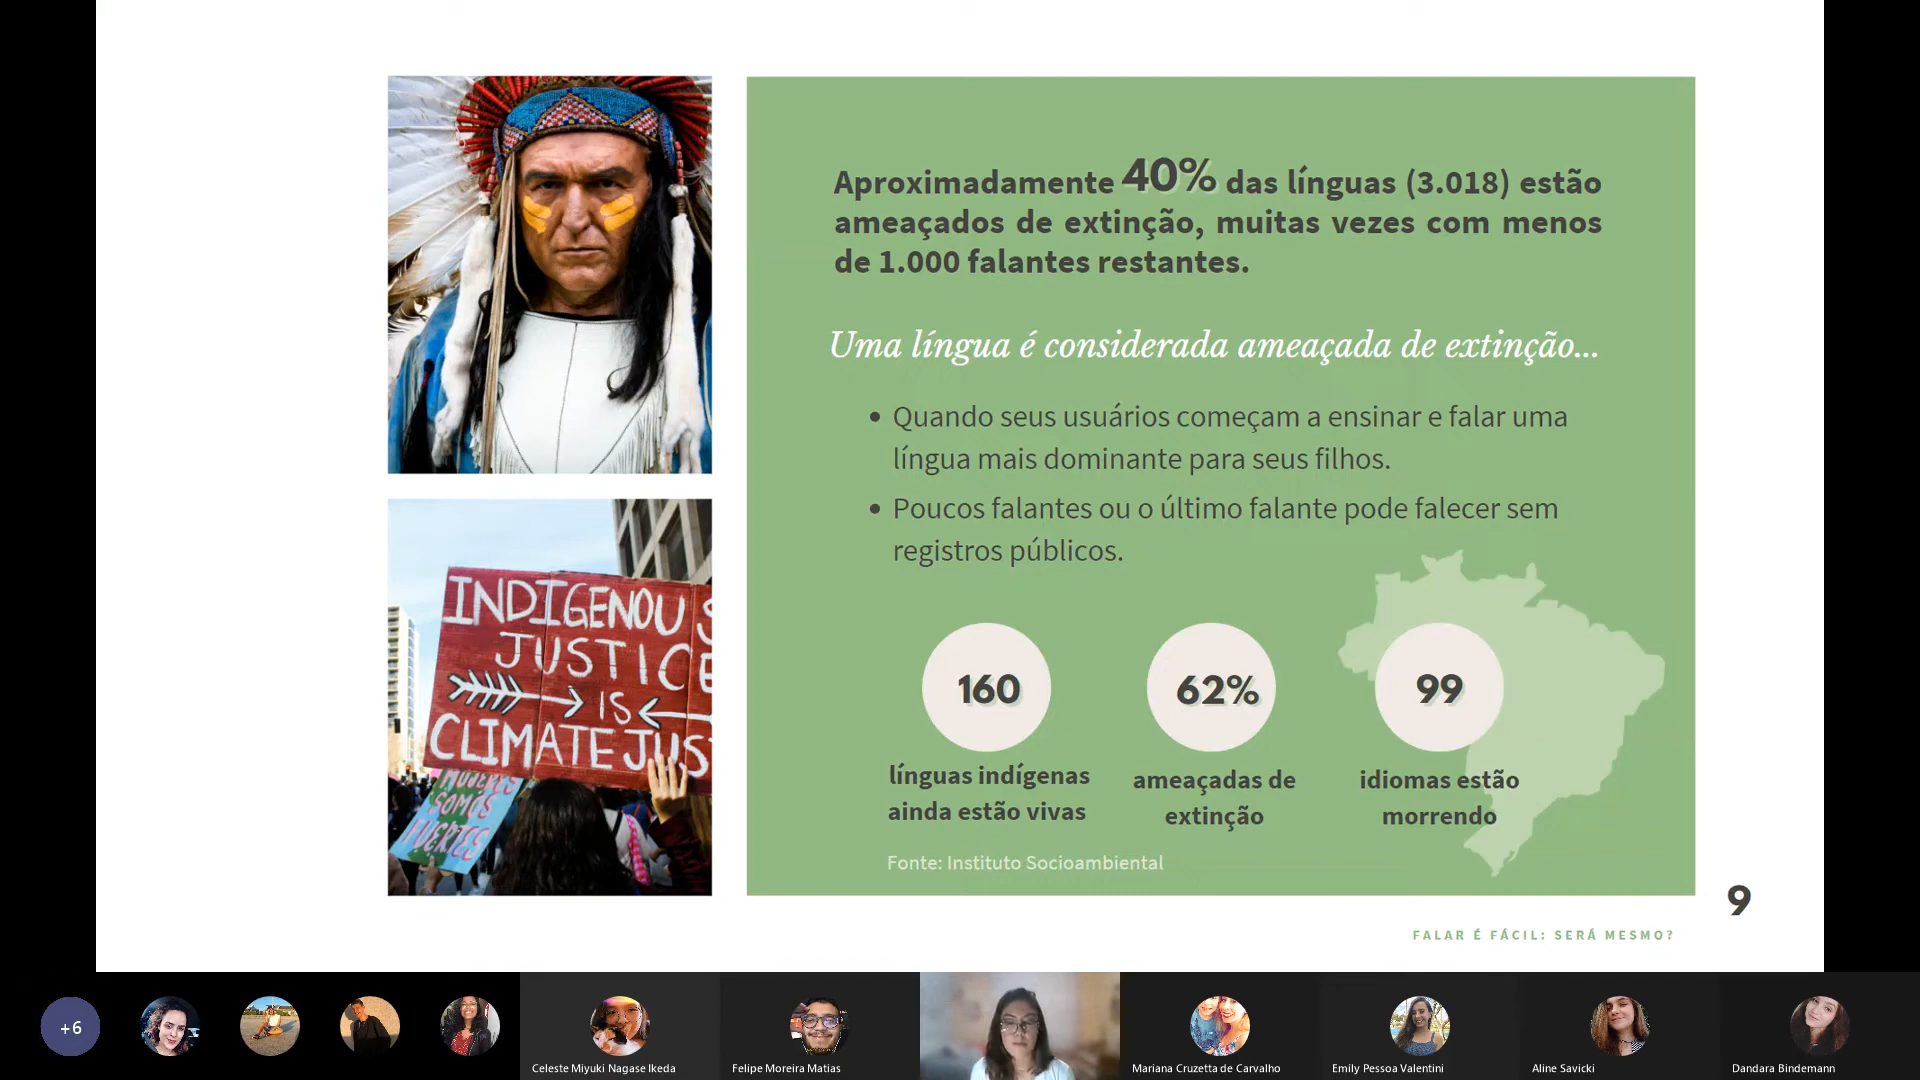 Aproximadamente 40% das línguas (3.018) estão
ameaçados de extinção, muitas vezes com menos
de 1.000 falantes restantes.
Uma língua é considerada ameaçada de extinção...
• Quando seus usuários começam a ensinar e falar uma
língua mais dominante para seus filhos.
• Poucos falantes ou o último falante pode falecer sem
registros públicos.
160
línguas indígenas
ainda estão vivas
62%
ameaçadas de
extinção
99
idiomas estão
morrendo
Fonte: Instituto Socioambiental
INDIGENOUS
JUSTICE
IS
CLIMATE JUS
MUJERES
SOMOS
FUERTES
9
FALAR É FÁCIL: SERÁ MESMO?
+6
Celeste Miyuki Nagase Ikeda
Felipe Moreira Matias
Mariana Cruzetta de Carvalho
Emily Pessoa Valentini
Aline Savicki
Dandara Bindemann